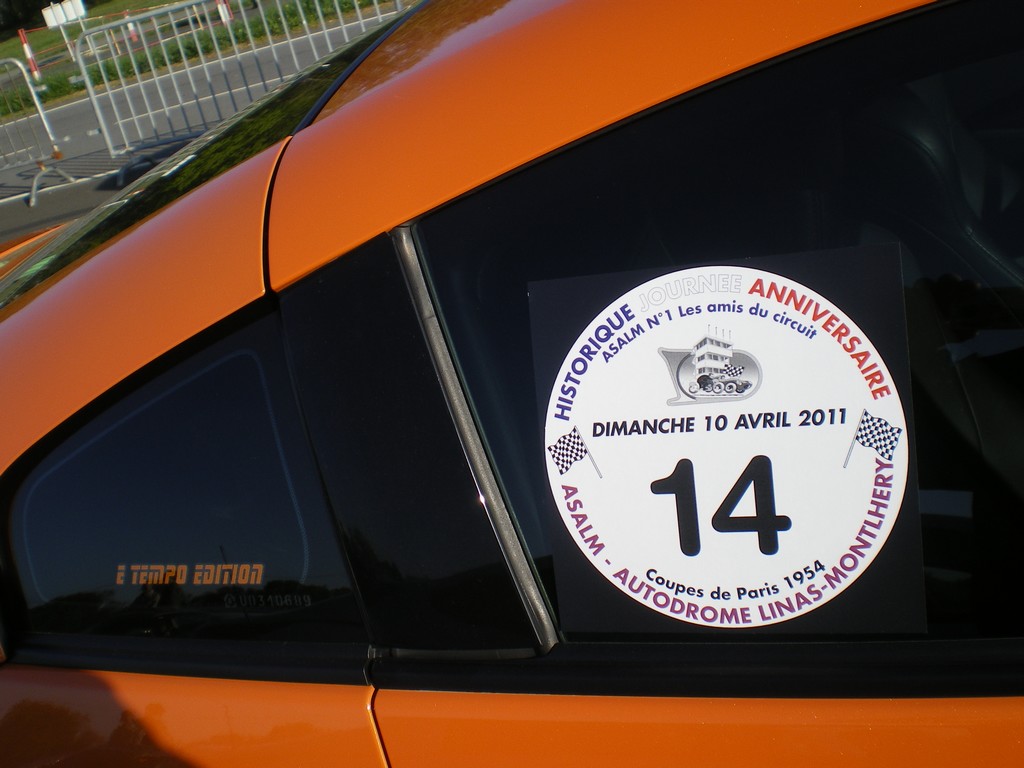 HISTORIQUE JOURNEE ANNIVERSAIRE
ASALM N°1 Les amis du circuit
DIMANCHE 10 AVRIL 2011
14
Coupes de Paris 1954
ASALM - AUTODROME LINAS-MONTLHERY
E TEMPO EDITION